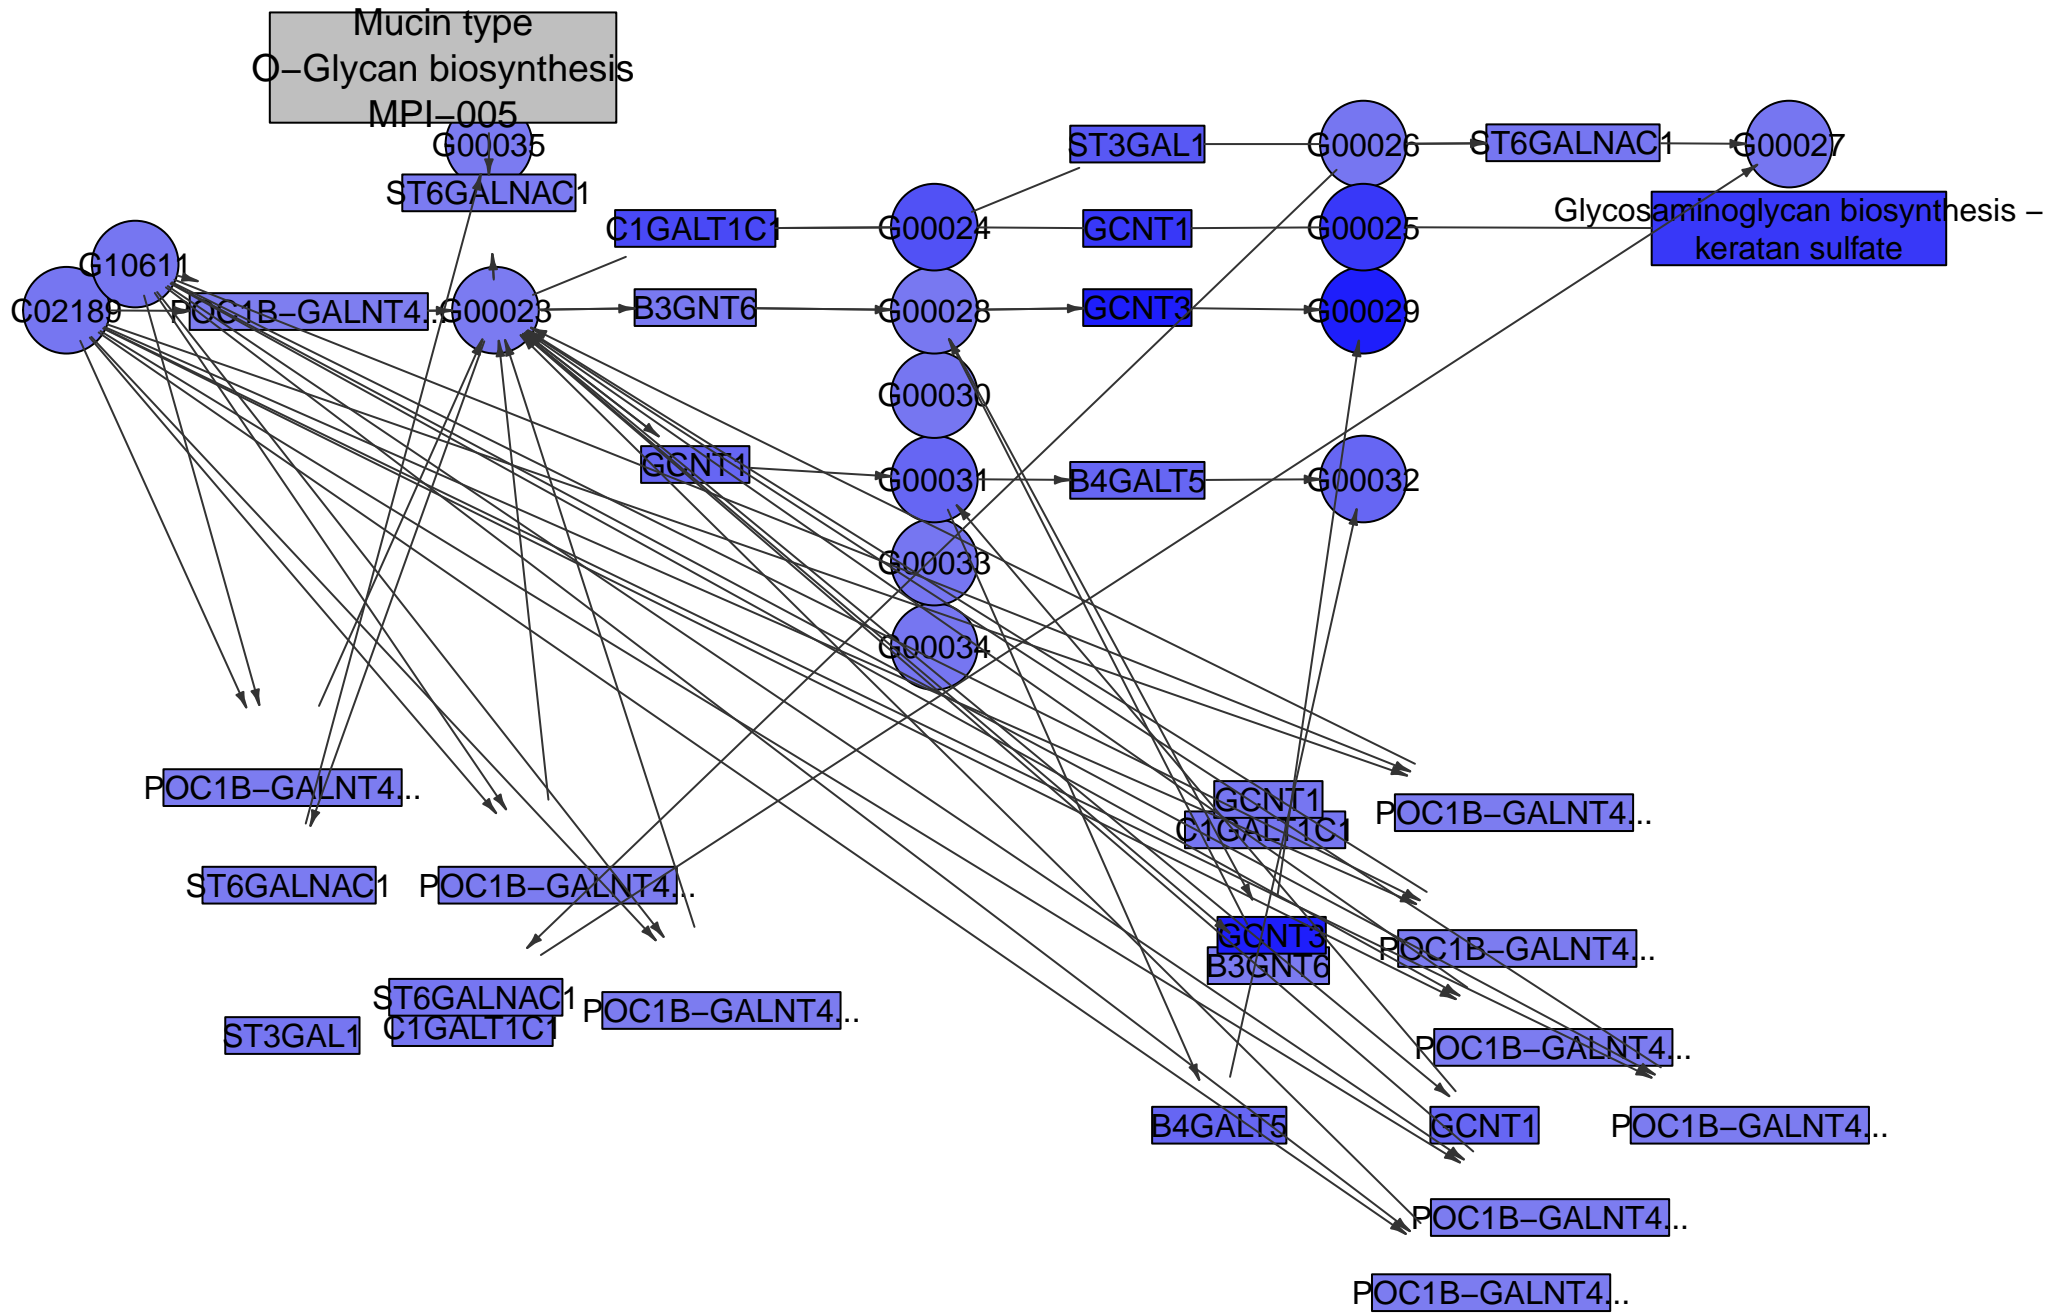 Mucin type
O−Glycan biosynthesis
MPI−005
G00035
ST3GAL1
G00026
ST6GALNAC1
G00027
ST6GALNAC1
Glycosaminoglycan biosynthesis −
keratan sulfate
C1GALT1C1
G00024
GCNT1
G00025
G10611
C02189
POC1B−GALNT4...
G00023
B3GNT6
G00028
GCNT3
G00029
G00030
GCNT1
G00031
B4GALT5
G00032
G00033
G00034
POC1B−GALNT4...
GCNT1
C1GALT1C1
POC1B−GALNT4...
ST6GALNAC1
POC1B−GALNT4...
GCNT3
B3GNT6
POC1B−GALNT4...
ST6GALNAC1
C1GALT1C1
POC1B−GALNT4...
ST3GAL1
POC1B−GALNT4...
B4GALT5
GCNT1
POC1B−GALNT4...
POC1B−GALNT4...
POC1B−GALNT4...